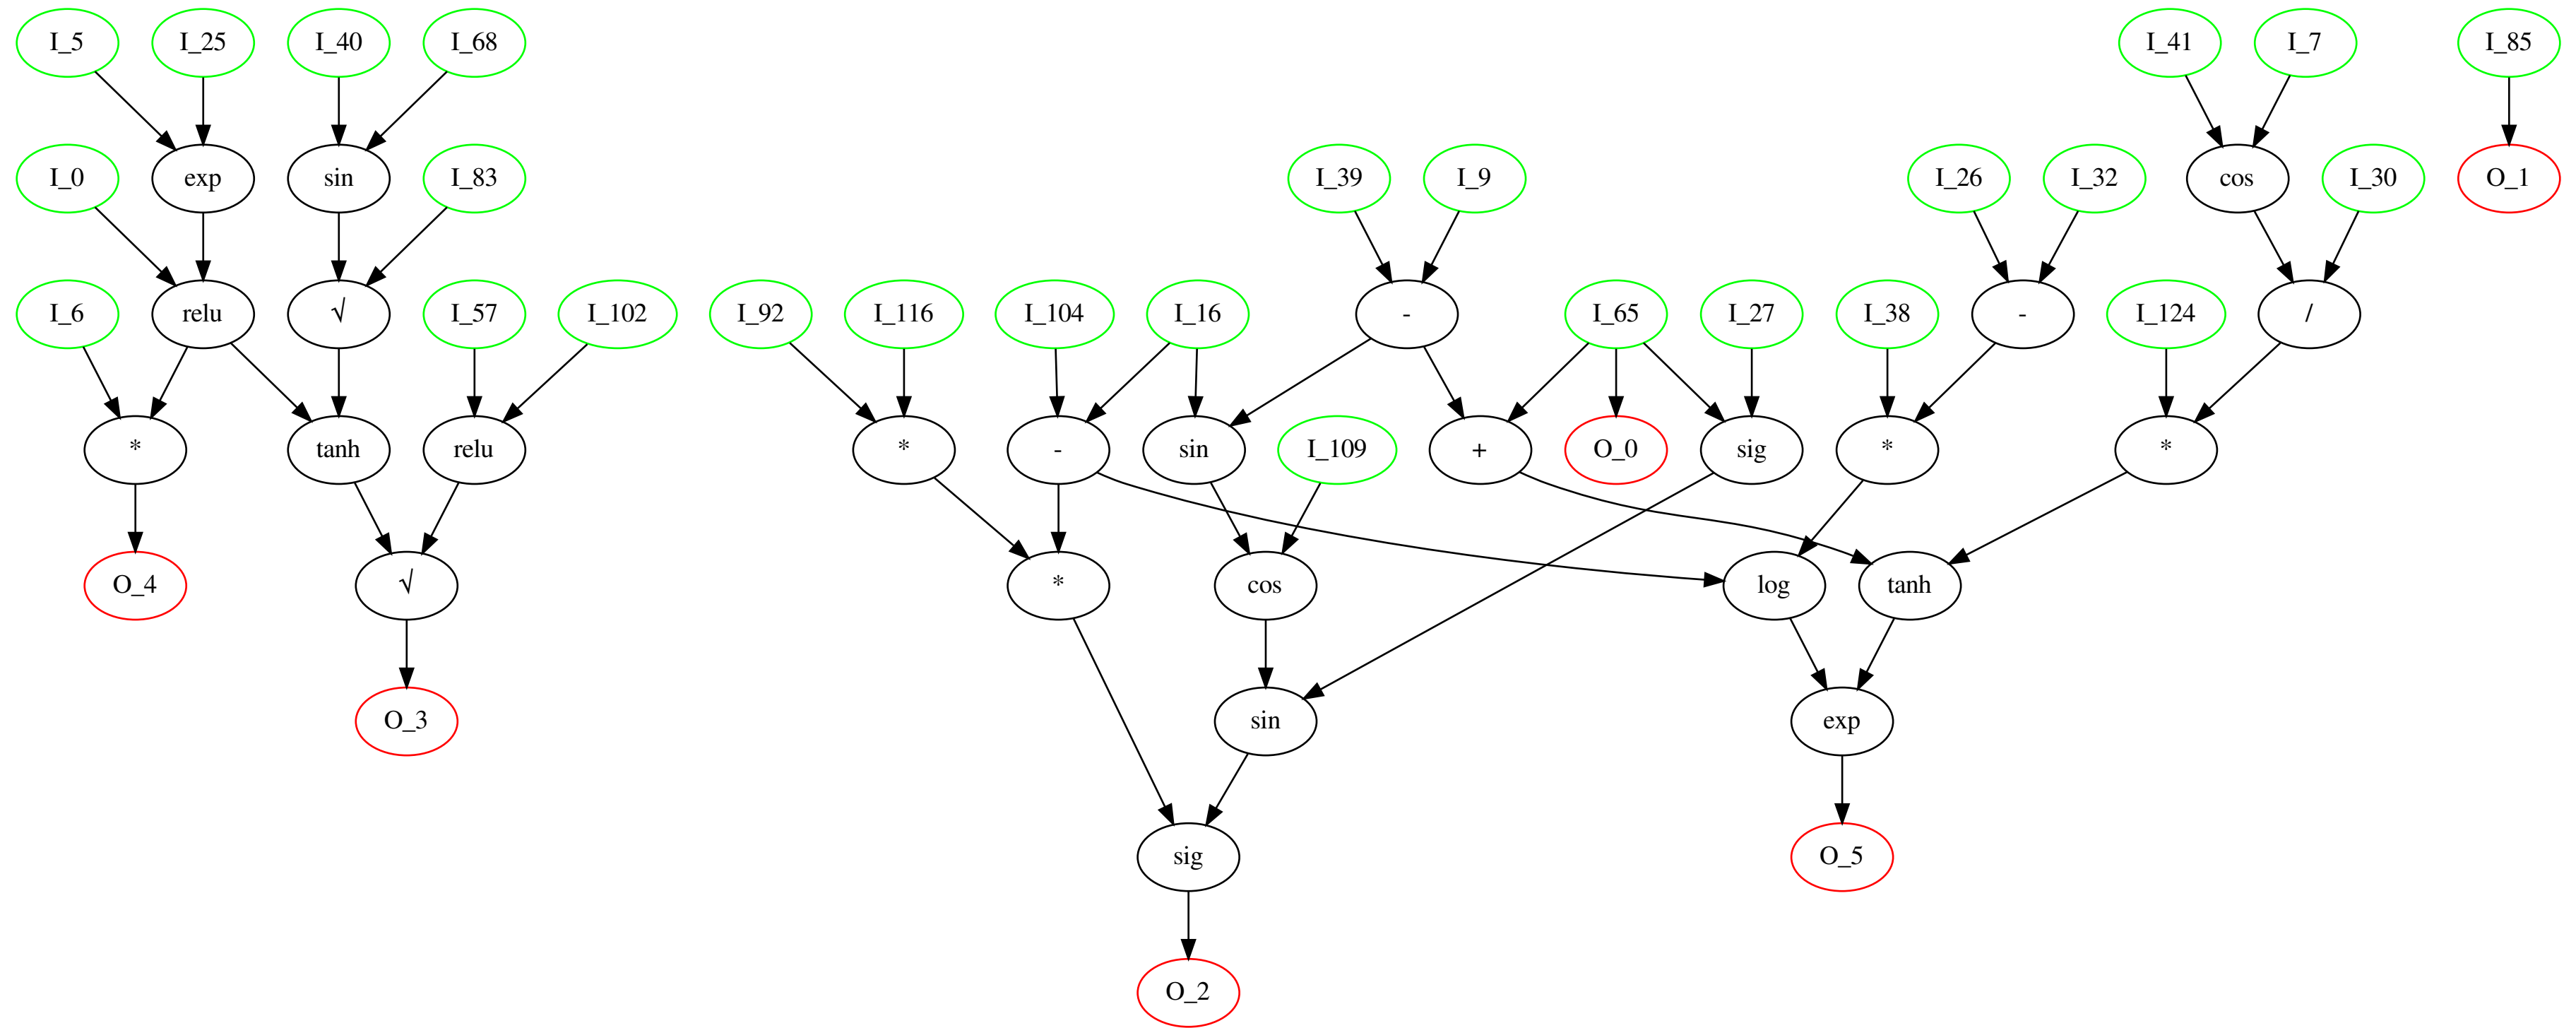 I_5 I_25 I_40 I_68 I_41 I_7 I_85
I_0 exp sin I_83 I_39 I_9 I_26 I_32 cos I_30 O_1
I_6 relu √ I_57 I_102 I_92 I_116 I_104 I_16 - I_65 I_27 I_38 - I_124 /
* tanh relu * - sin I_109 + O_0 sig * *
O_4 √ * cos log tanh
O_3 sin exp
sig O_5
O_2